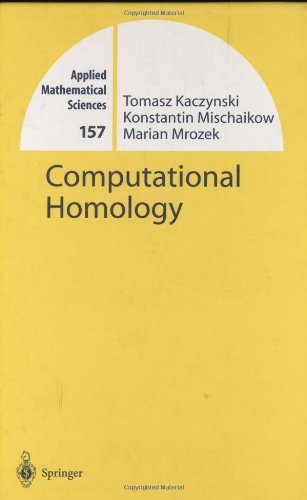 Applied
Mathematical
Sciences
157
Tomasz Kaczynski
Konstantin Mischaikow
Marian Mrozek
Computational
Homology
Springer